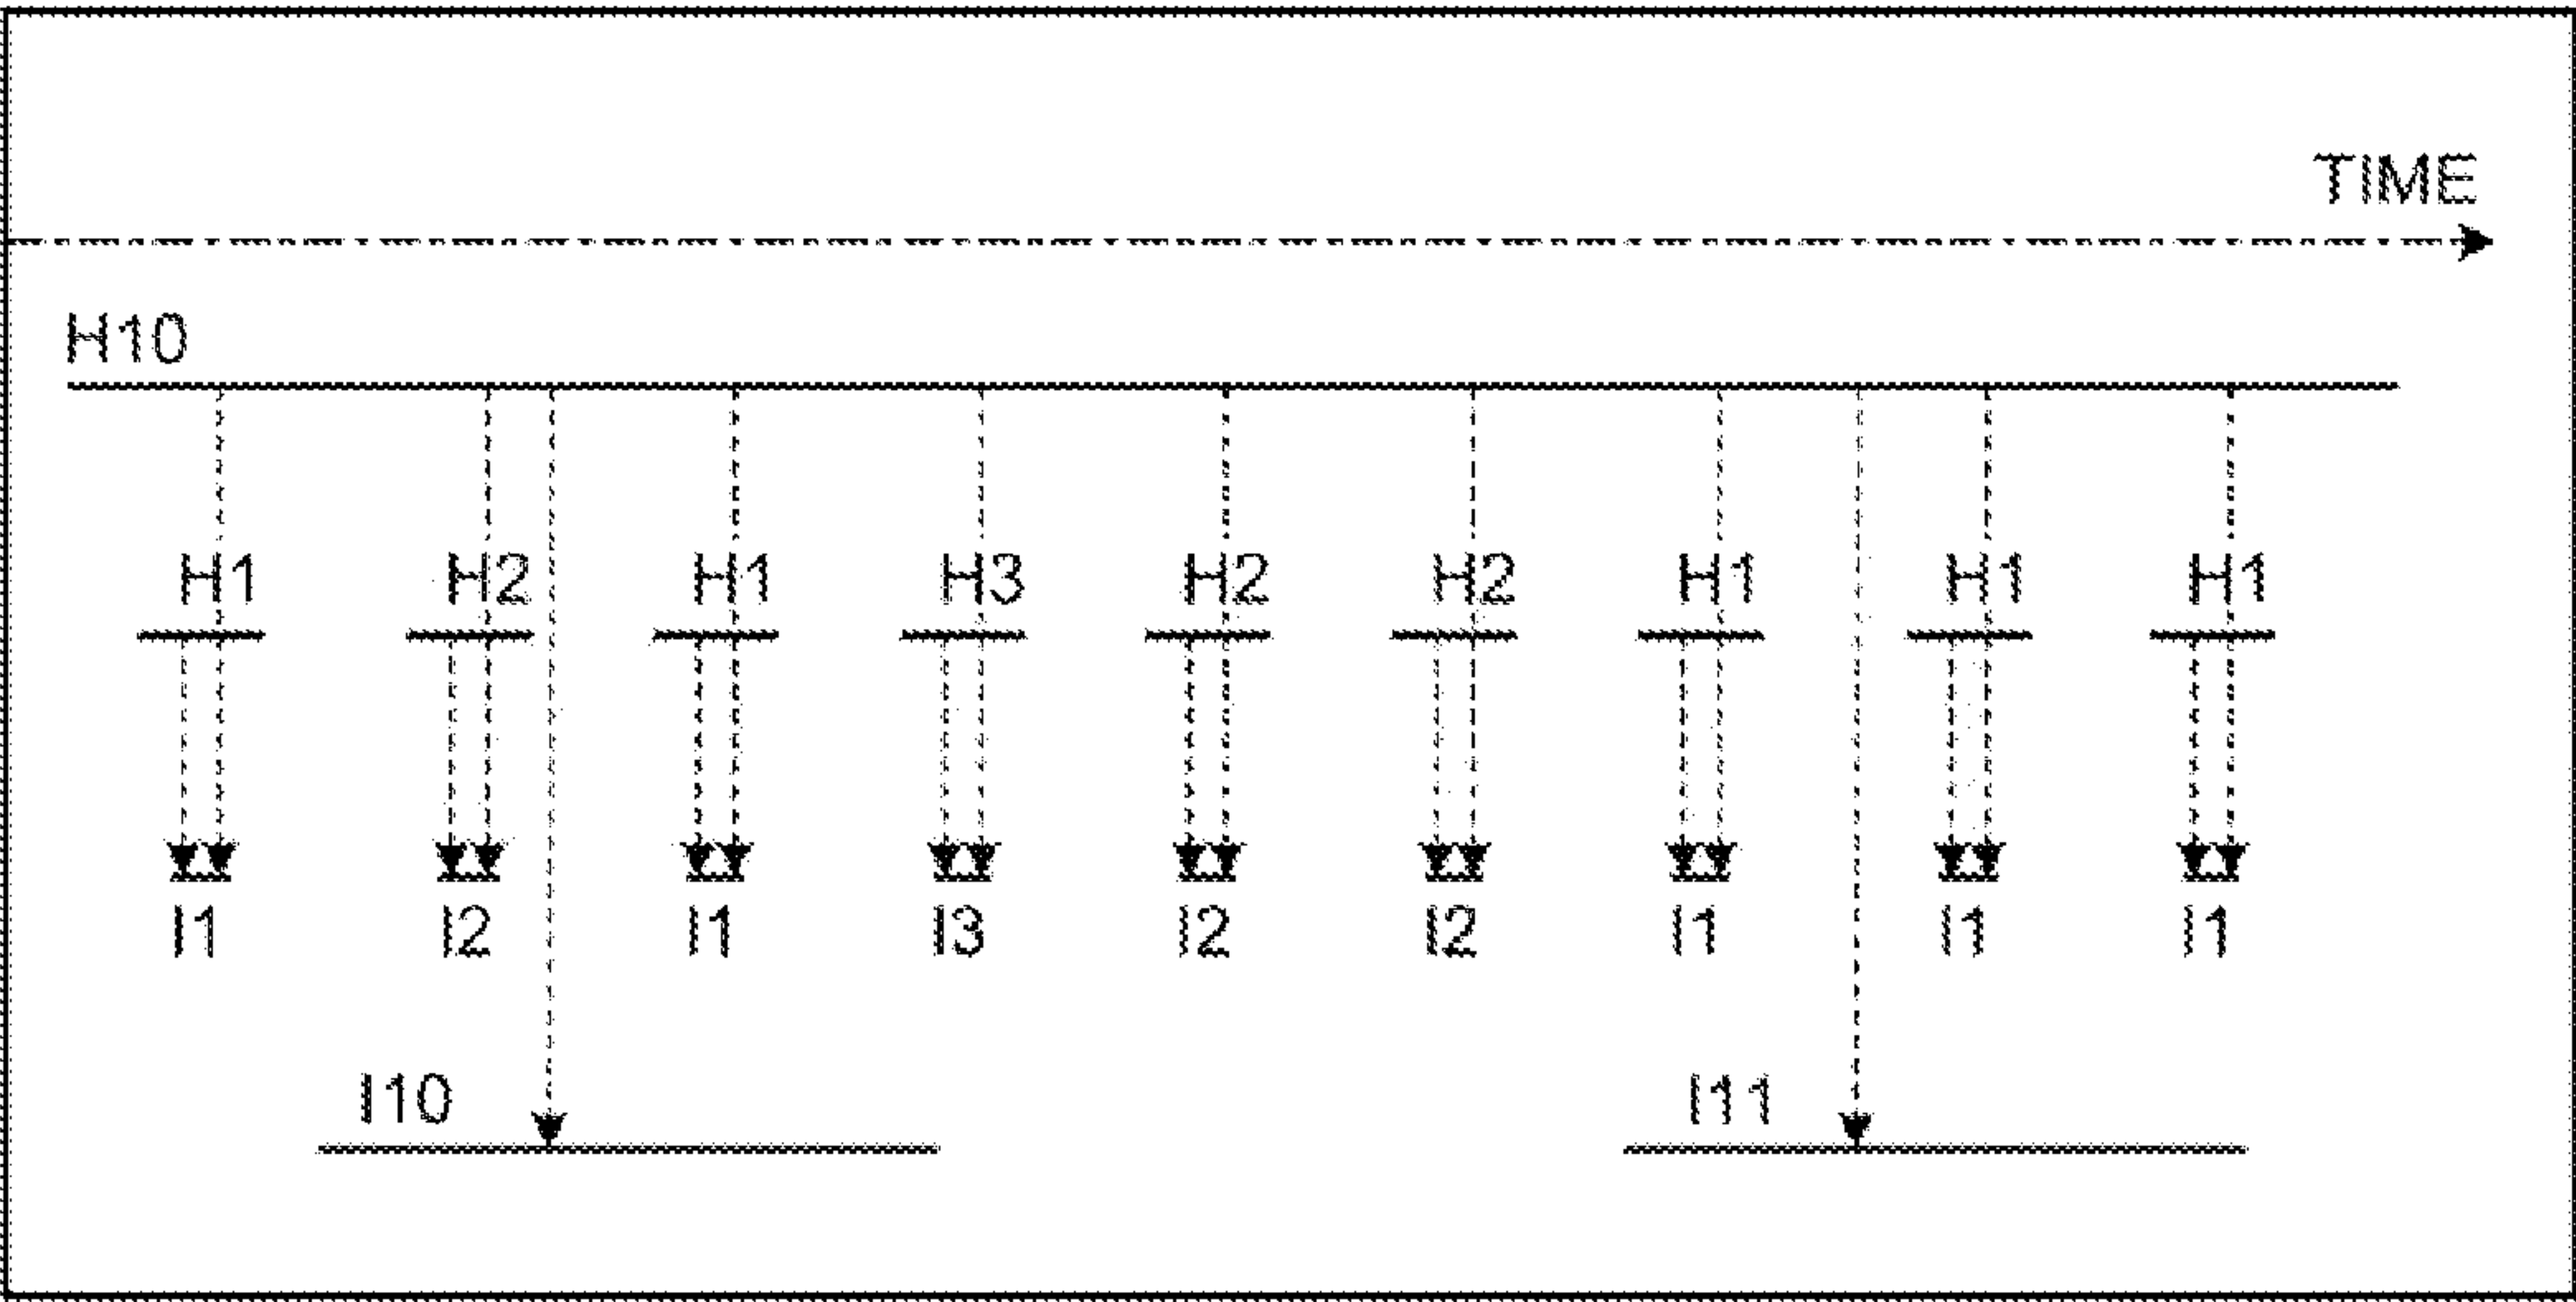 TIME
H10
H1 H2 H1 H3 H2 H2 H1 H1 H1
I1 I2 I1 I3 I2 I2 I1 I1 I1
I10 I11